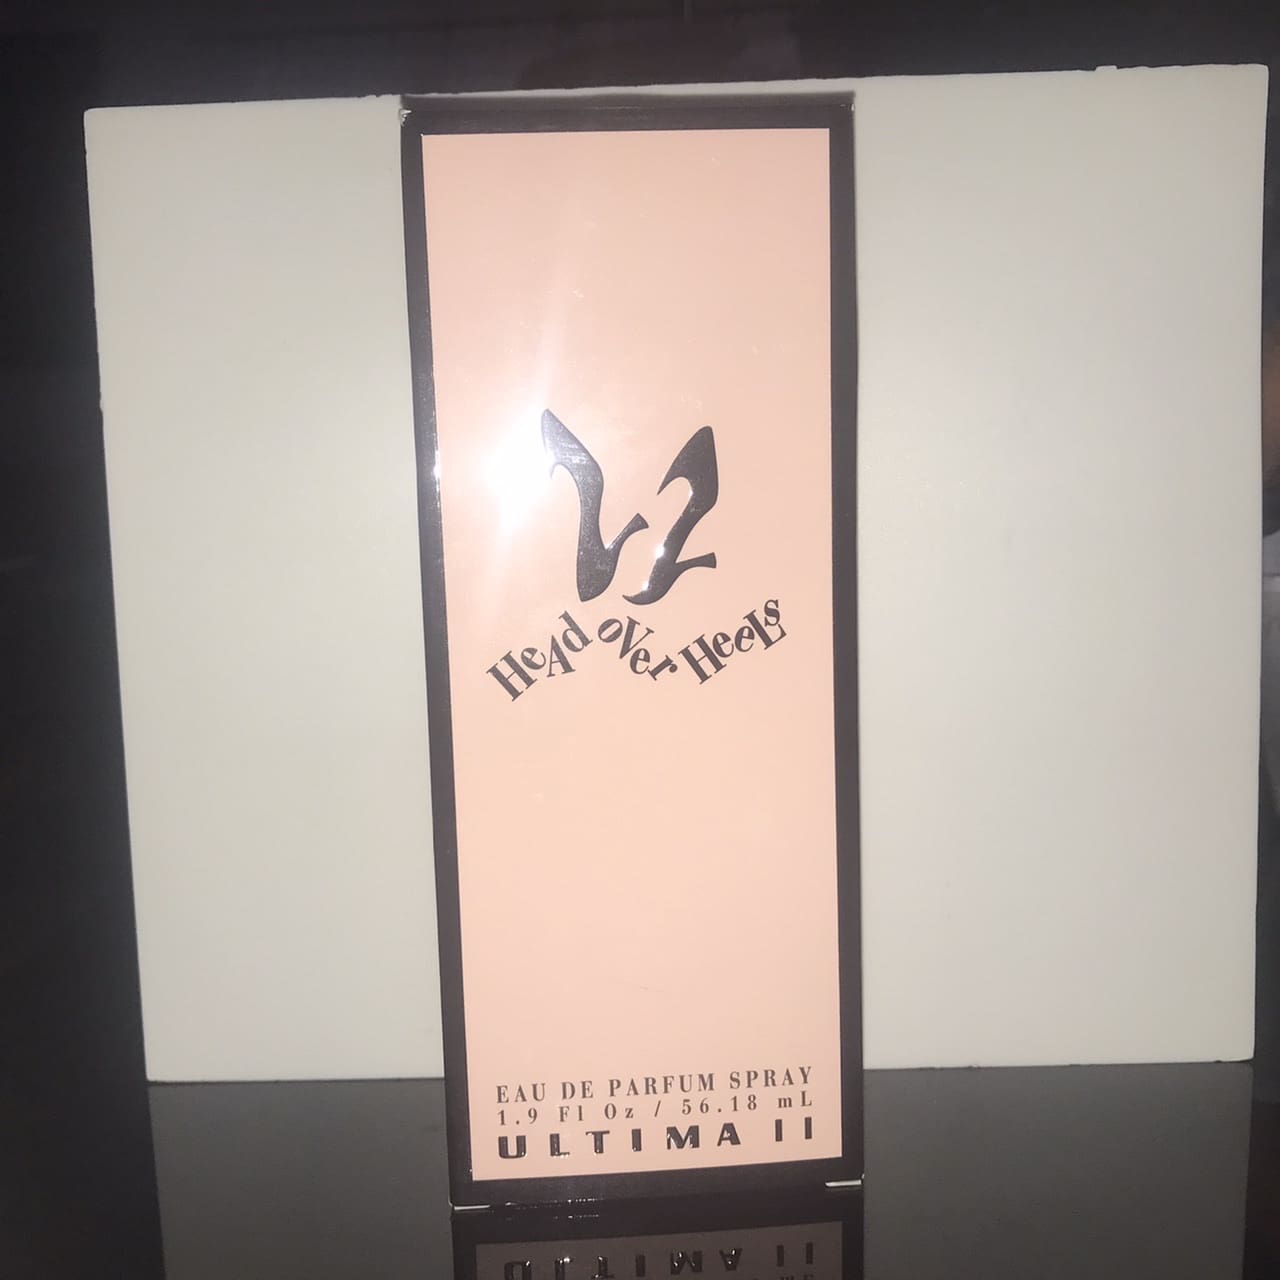 HeAd oVer HeeLs
EAU DE PARFUM SPRAY
1.9 Fl Oz / 56.18 mL
ULTIMA II